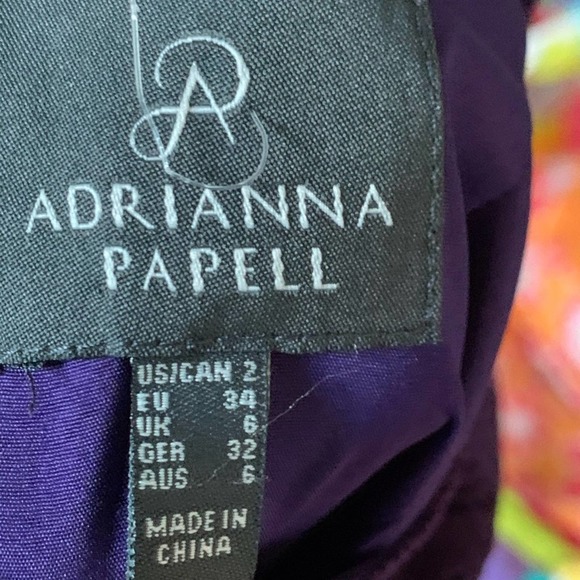 ADRIANNA
PAPELL
US/CAN 2
EU 34
UK 6
GER 32
AUS 6
MADE IN
CHINA